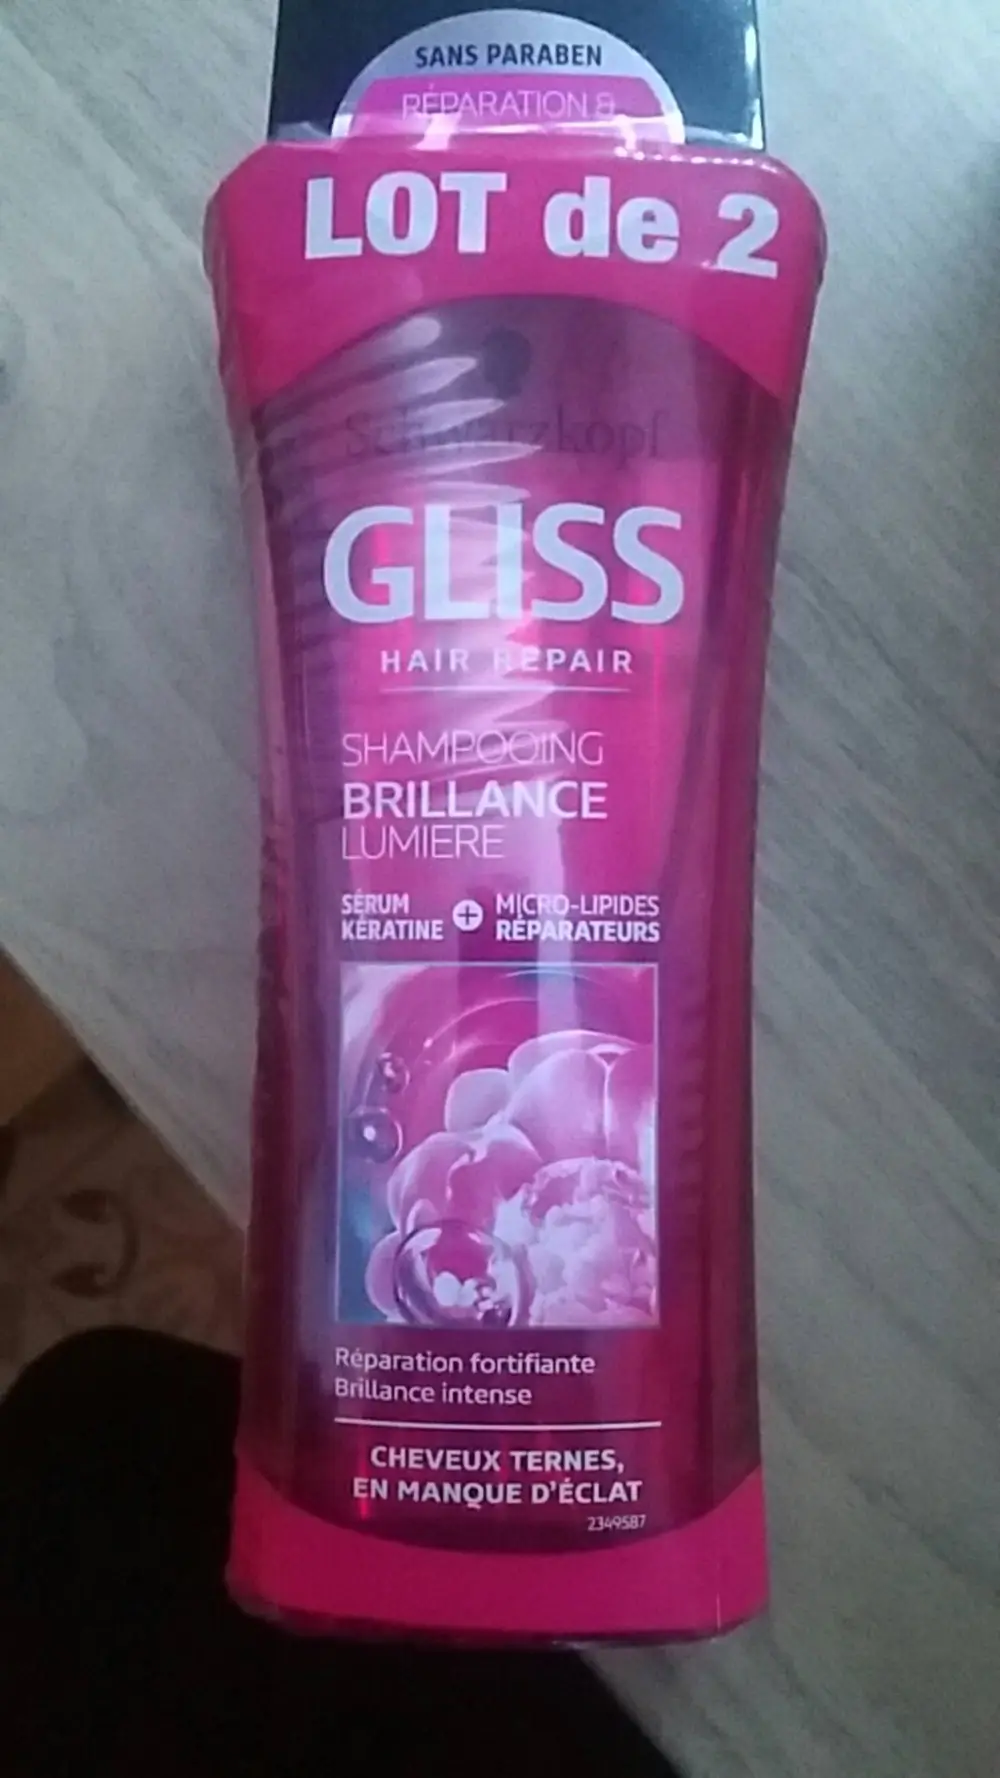 SANS PARABEN
RÉPARATION &
LOT de 2
Schwarzkopf
GLISS
HAIR REPAIR
SHAMPOOING
BRILLANCE
LUMIERE
SÉRUM
KÉRATINE
+
MICRO-LIPIDES
RÉPARATEURS
Réparation fortifiante
Brillance intense
CHEVEUX TERNES,
EN MANQUE D'ÉCLAT
2349587